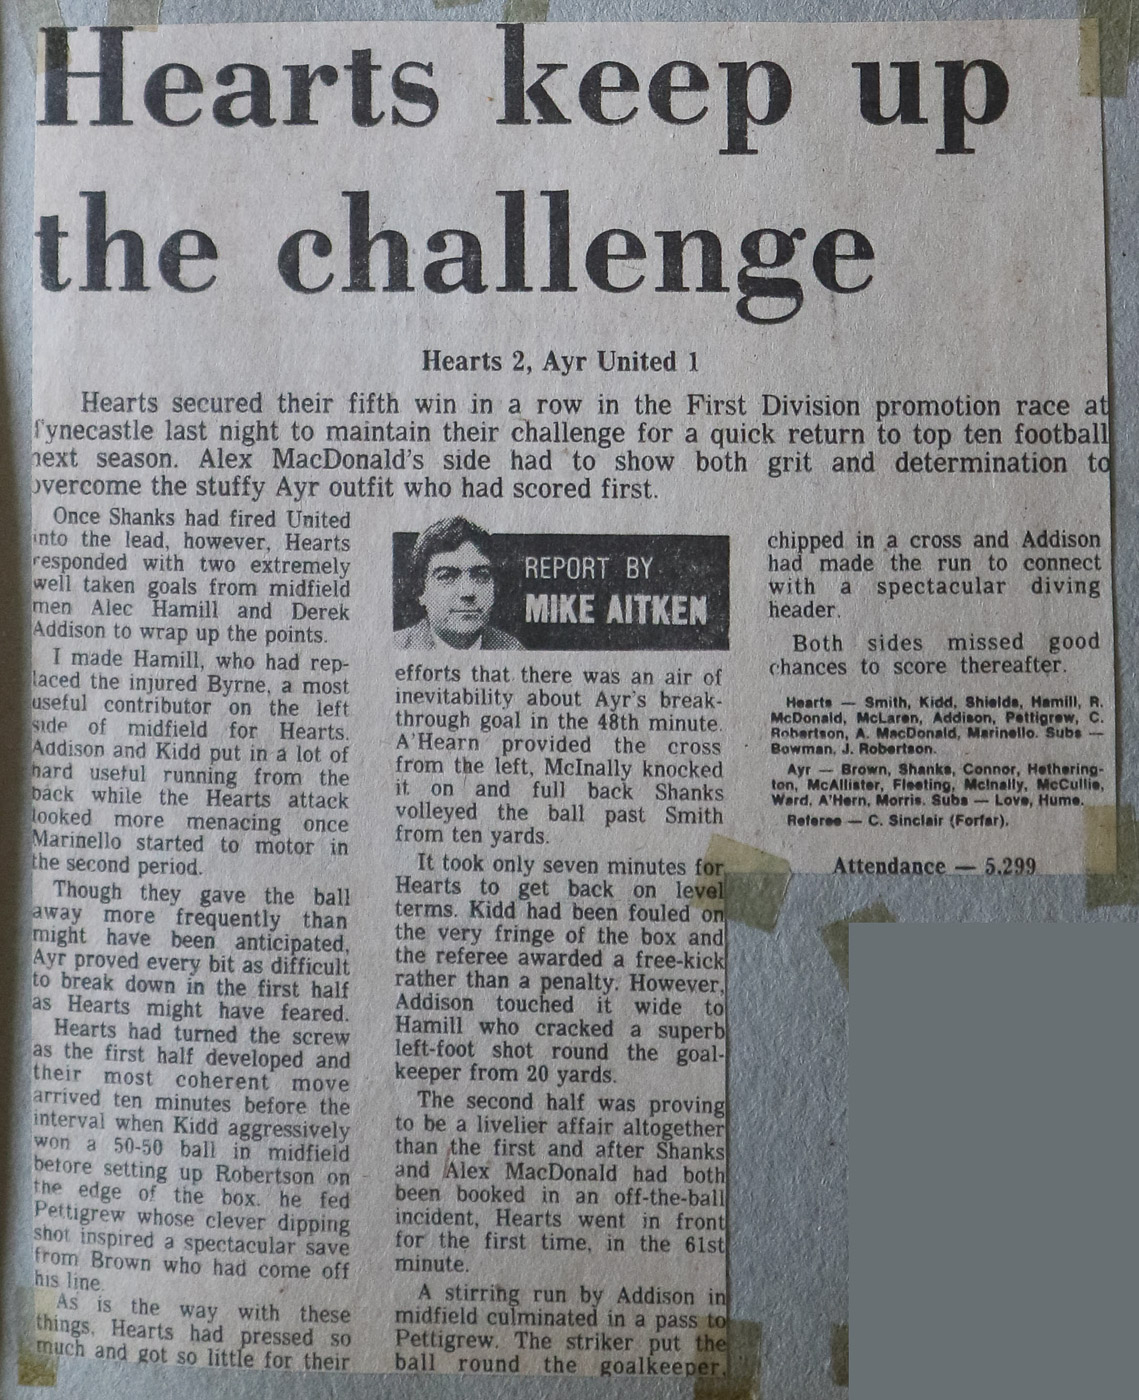 Hearts keep up
the challenge
Hearts 2, Ayr United 1
Hearts secured their fifth win in a row in the First Division promotion race at
Tynecastle last night to maintain their challenge for a quick return to top ten football
next season. Alex MacDonald's side had to show both grit and determination to
overcome the stuffy Ayr outfit who had scored first.
Once Shanks had fired United
into the lead, however, Hearts
responded with two extremely
well taken goals from midfield
men Alec Hamill and Derek
Addison to wrap up the points.
I made Hamill, who had rep-
laced the injured Byrne, a most
useful contributor on the left
side of midfield for Hearts.
Addison and Kidd put in a lot of
hard useful running from the
back while the Hearts attack
looked more menacing once
Marinello started to motor in
the second period.
Though they gave the ball
away more frequently than
might have been anticipated,
Ayr proved every bit as difficult
to break down in the first half
as Hearts might have feared.
Hearts had turned the screw
as the first half developed and
their most coherent move
arrived ten minutes before the
interval when Kidd aggressively
won a 50-50 ball in midfield
before setting up Robertson on
the edge of the box. he fed
Pettigrew whose clever dipping
shot inspired a spectacular save
from Brown who had come off
his line.
As is the way with these
things, Hearts had pressed so
much and got so little for their
REPORT BY
MIKE AITKEN
efforts that there was an air of
inevitability about Ayr's break-
through goal in the 48th minute.
A'Hearn provided the cross
from the left, McInally knocked
it on and full back Shanks
volleyed the ball past Smith
from ten yards.
It took only seven minutes for
Hearts to get back on level
terms. Kidd had been fouled on
the very fringe of the box and
the referee awarded a free-kick
rather than a penalty. However,
Addison touched it wide to
Hamill who cracked a superb
left-foot shot round the goal-
keeper from 20 yards.
The second half was proving
to be a livelier affair altogether
than the first and after Shanks
and Alex MacDonald had both
been booked in an off-the-ball
incident, Hearts went in front
for the first time, in the 61st
minute.
A stirring run by Addison in
midfield culminated in a pass to
Pettigrew. The striker put the
ball round the goalkeeper,
chipped in a cross and Addison
had made the run to connect
with a spectacular diving
header.
Both sides missed good
chances to score thereafter.
Hearts — Smith, Kidd, Shields, Hamill, R.
McDonald, McLaren, Addison, Pettigrew, C.
Robertson, A. MacDonald, Marinello. Subs —
Bowman, J. Robertson.
Ayr — Brown, Shanks, Connor, Hethering-
ton, McAllister, Fleeting, McInally, McCullie,
Ward, A'Hern, Morris. Subs — Love, Hume.
Referee — C. Sinclair (Forfar).
Attendance — 5,299